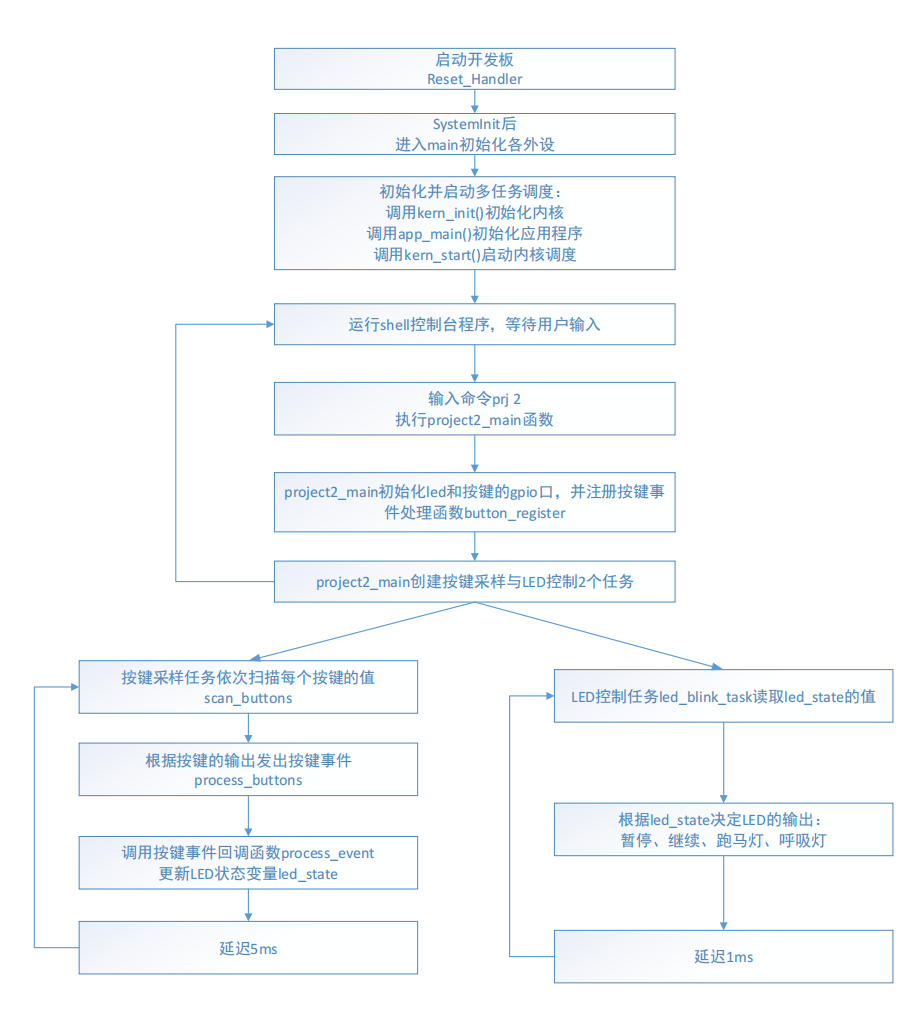 启动开发板
Reset_Handler
SystemInit后
进入main初始化各外设
初始化并启动多任务调度：
调用kern_init()初始化内核
调用app_main()初始化应用程序
调用kern_start()启动内核调度
运行shell控制台程序，等待用户输入
输入命令prj 2
执行project2_main函数
project2_main初始化led和按键的gpio口，并注册按键事
件处理函数button_register
project2_main创建按键采样与LED控制2个任务
按键采样任务依次扫描每个按键的值
scan_buttons
根据按键的输出发出按键事件
process_buttons
调用按键事件回调函数process_event
更新LED状态变量led_state
延迟5ms
LED控制任务led_blink_task读取led_state的值
根据led_state决定LED的输出：
暂停、继续、跑马灯、呼吸灯
延迟1ms